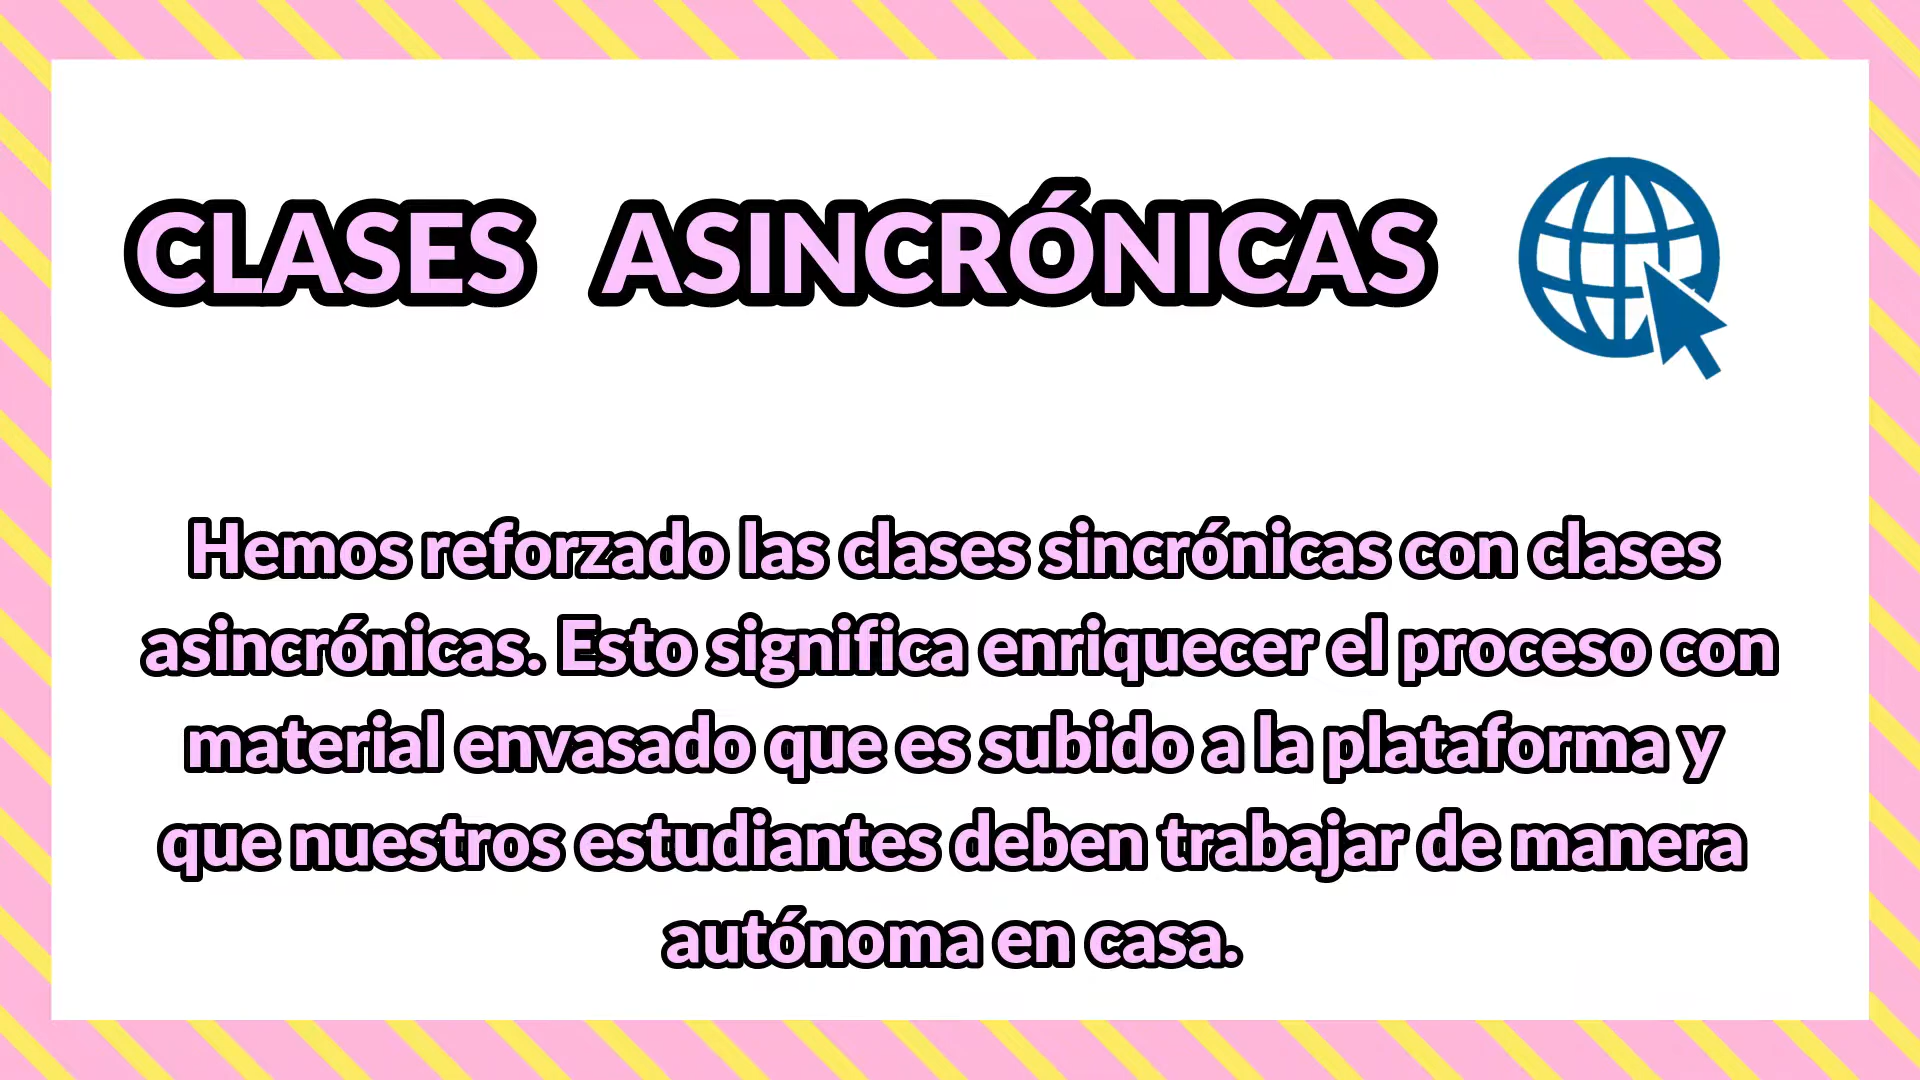 CLASES ASINCRÓNICAS
Hemos reforzado las clases sincrónicas con clases
asincrónicas. Esto significa enriquecer el proceso con
material envasado que es subido a la plataforma y
que nuestros estudiantes deben trabajar de manera
autónoma en casa.